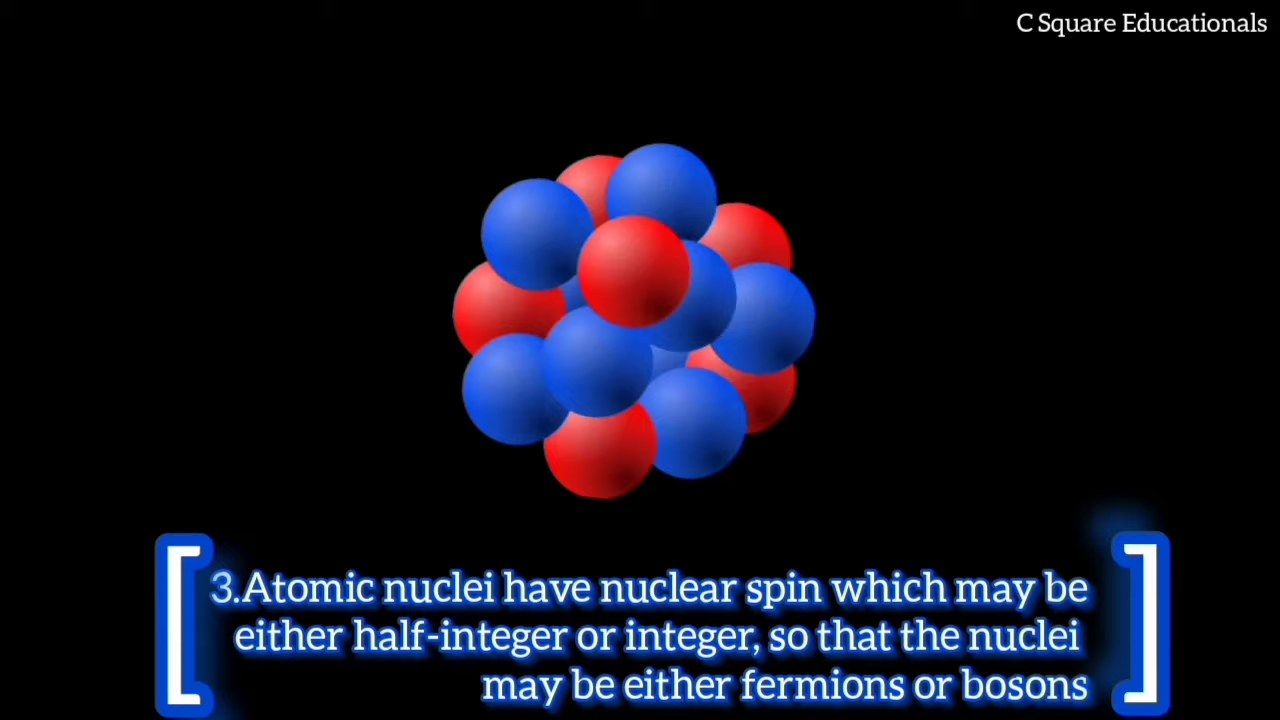 C Square Educationals
3.Atomic nuclei have nuclear spin which may be
either half-integer or integer, so that the nuclei
may be either fermions or bosons